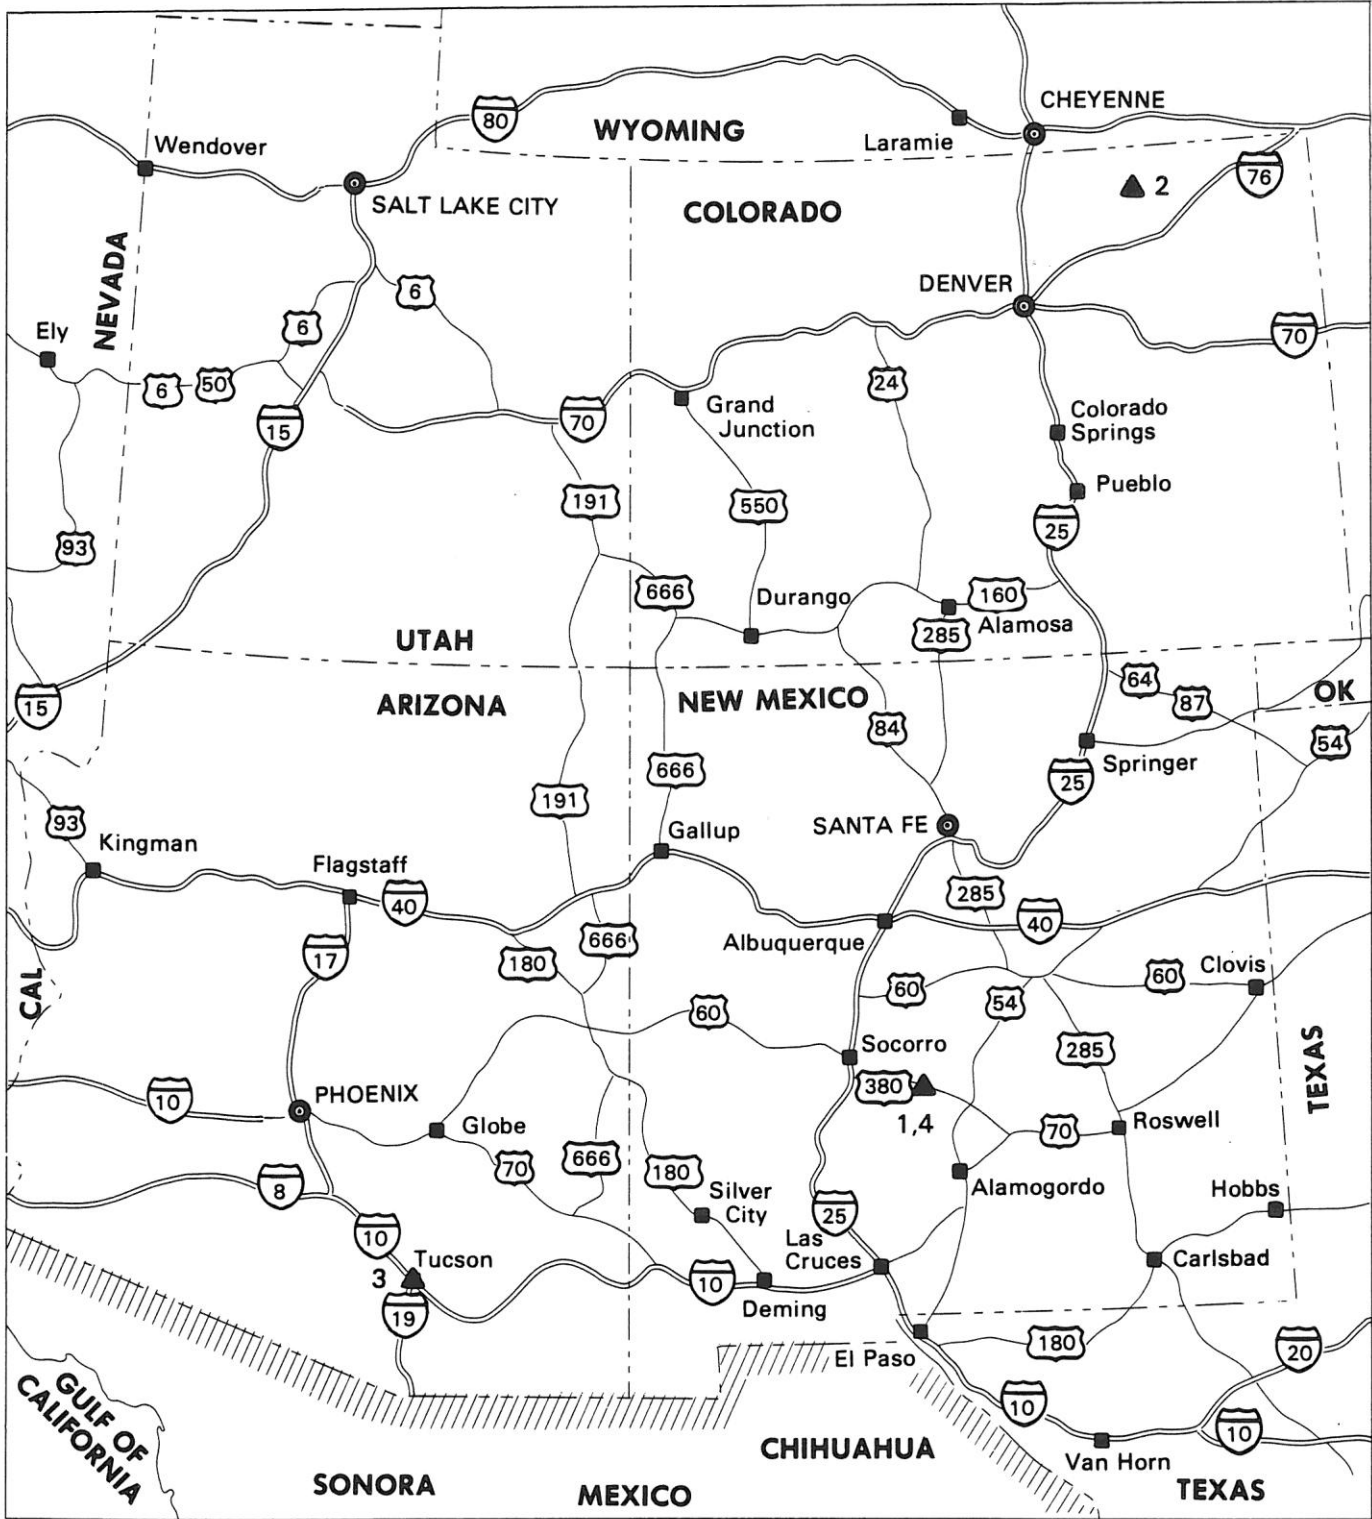 80
WYOMING
CHEYENNE
Laramie
Wendover
76
2
SALT LAKE CITY
COLORADO
NEVADA
DENVER
6
6
Ely
70
6
50
24
Grand
Junction
Colorado
Springs
15
70
Pueblo
191
550
25
93
666
Durango
160
Alamosa
285
UTAH
ARIZONA
NEW MEXICO
64
87
OK
15
84
54
Springer
666
25
191
93
SANTA FE
Kingman
Gallup
Flagstaff
285
40
40
Albuquerque
666
17
180
Clovis
CAL
60
60
54
60
Socorro
285
TEXAS
380
10
PHOENIX
1,4
Globe
70
Roswell
70
666
180
8
Silver
City
Alamogordo
Hobbs
25
Las
Cruces
10
Tucson
3
Carlsbad
10
19
Deming
180
20
El Paso
10
10
GULF OF
CALIFORNIA
CHIHUAHUA
Van Horn
SONORA
MEXICO
TEXAS